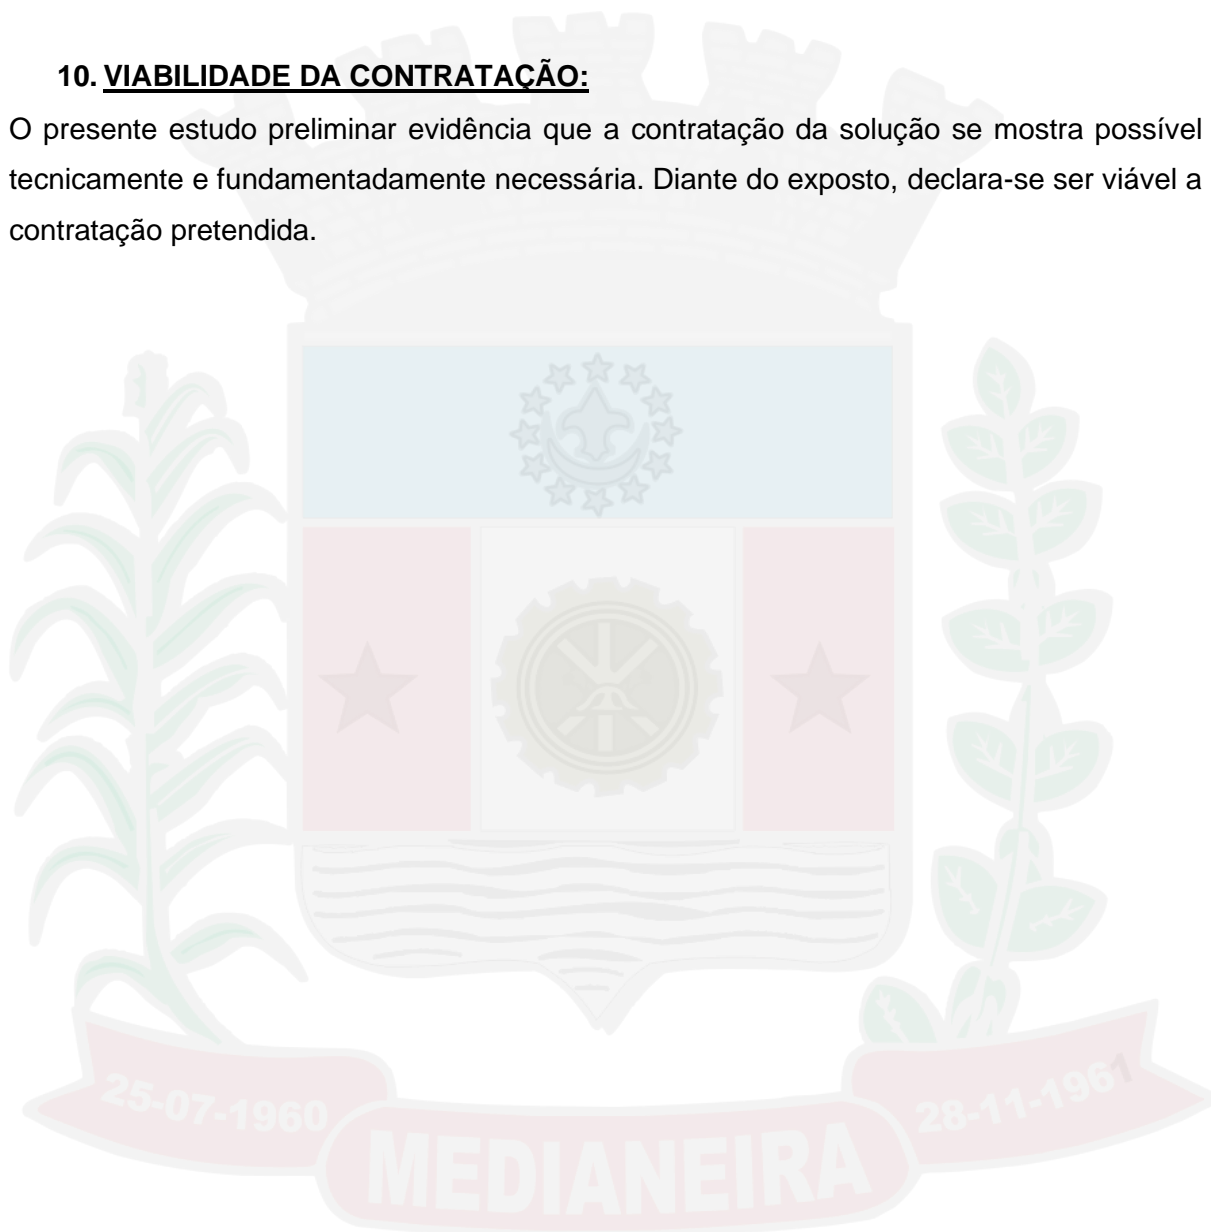 10. VIABILIDADE DA CONTRATAÇÃO:
O presente estudo preliminar evidência que a contratação da solução se mostra possível
tecnicamente e fundamentadamente necessária. Diante do exposto, declara-se ser viável a
contratação pretendida.
25-07-1960
28-11-1961
MEDIANEIRA